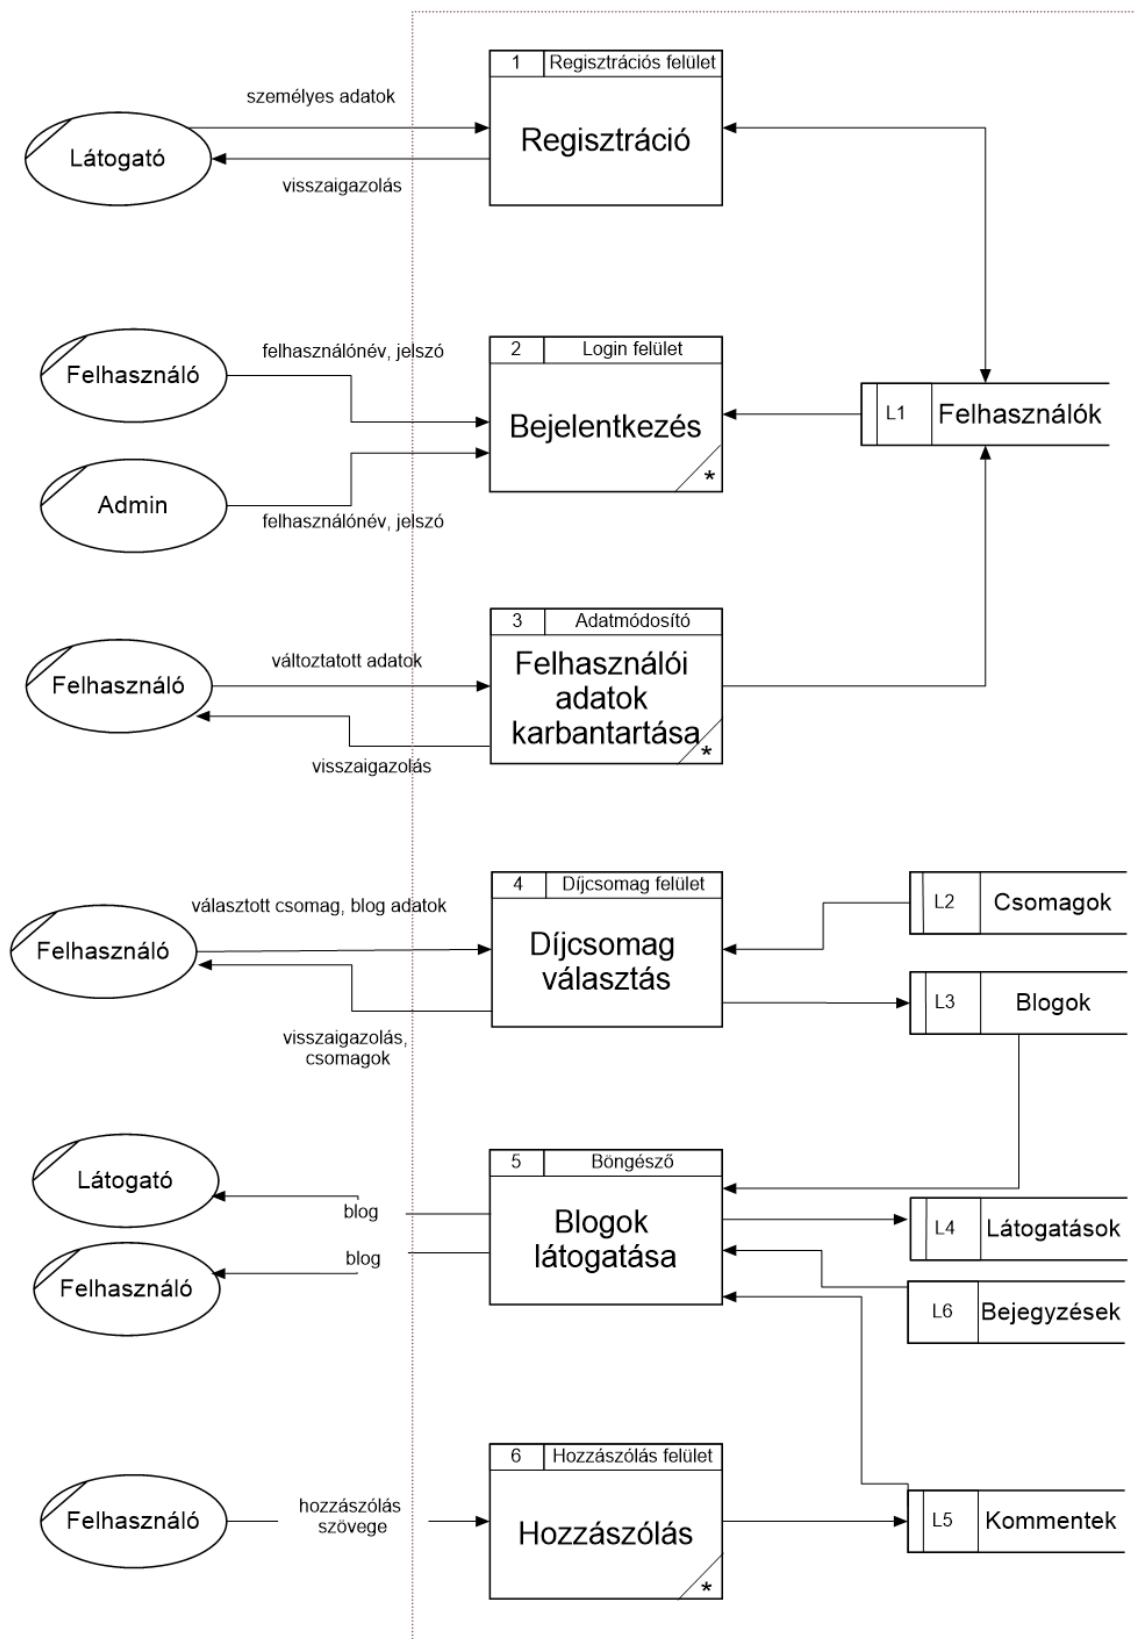 1 Regisztrációs felület
személyes adatok
Regisztráció
Látogató
visszaigazolás
2 Login felület
felhasználónév, jelszó
Felhasználó
L1 Felhasználók
Bejelentkezés
*
Admin
felhasználónév, jelszó
3 Adatmódosító
Felhasználói
adatok
karbantartása
*
változtatott adatok
Felhasználó
visszaigazolás
4 Díjcsomag felület
választott csomag, blog adatok
L2 Csomagok
Díjcsomag
választás
Felhasználó
L3 Blogok
visszaigazolás,
csomagok
5 Böngésző
Látogató
blog
Blogok
látogatása
L4 Látogatások
blog
Felhasználó
L6 Bejegyzések
6 Hozzászólás felület
hozzászólás
szövege
Felhasználó
Hozzászólás
*
L5 Kommentek